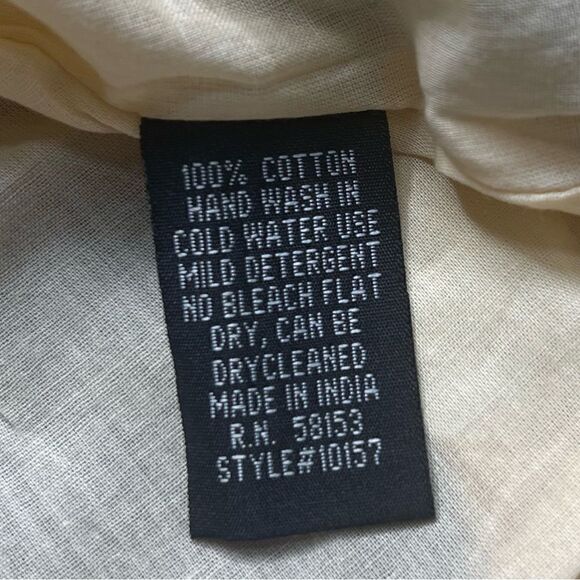 100% COTTON
HAND WASH IN
COLD WATER USE
MILD DETERGENT
NO BLEACH FLAT
DRY, CAN BE
DRYCLEANED
MADE IN INDIA
R.N. 58153
STYLE#10157